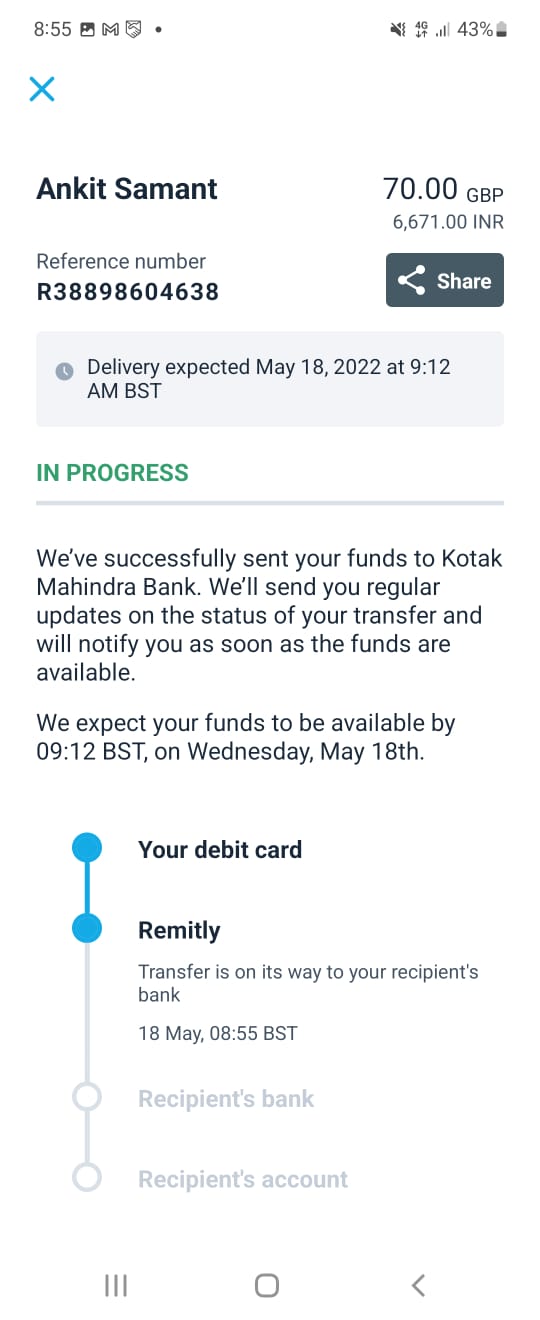 8:55
4G
43%
Ankit Samant
70.00 GBP
6,671.00 INR
Reference number
R38898604638
Share
Delivery expected May 18, 2022 at 9:12
AM BST
IN PROGRESS
We've successfully sent your funds to Kotak
Mahindra Bank. We'll send you regular
updates on the status of your transfer and
will notify you as soon as the funds are
available.
We expect your funds to be available by
09:12 BST, on Wednesday, May 18th.
Your debit card
Remitly
Transfer is on its way to your recipient's
bank
18 May, 08:55 BST
Recipient's bank
Recipient's account